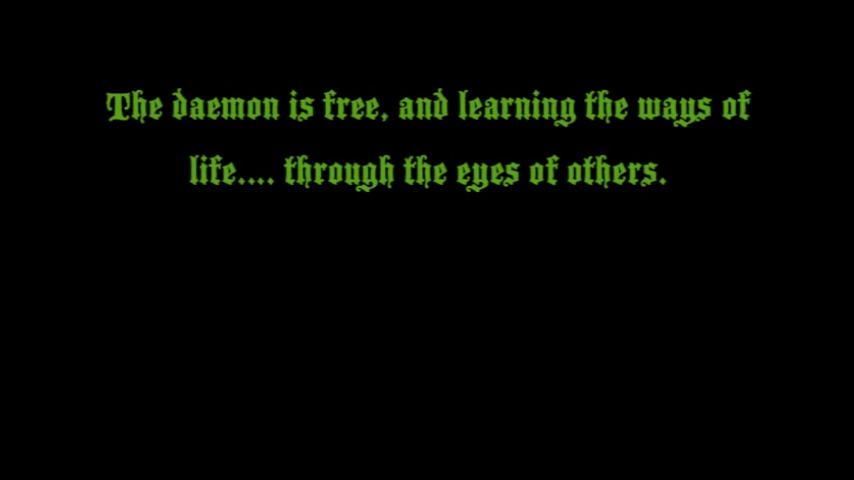 The daemon is free, and learning the ways of
life.... through the eyes of others.